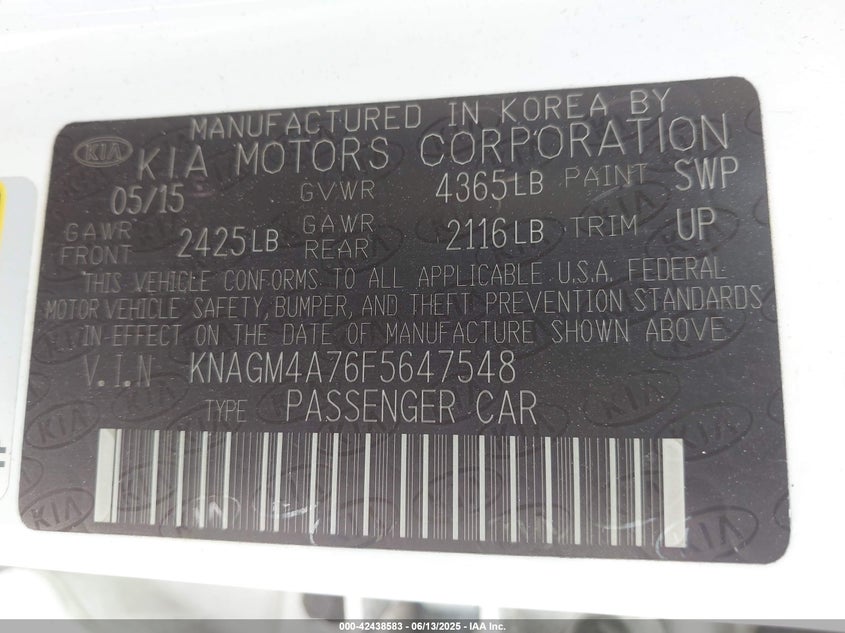 MANUFACTURED IN KOREA BY
KIA KIA MOTORS CORPORATION
05/15 GVWR 4365LB PAINT SWP
GAWR FRONT 2425LB GAWR REAR 2116LB TRIM UP
THIS VEHICLE CONFORMS TO ALL APPLICABLE U.S.A. FEDERAL
MOTOR VEHICLE SAFETY, BUMPER, AND THEFT PREVENTION STANDARDS
IN-EFFECT ON THE DATE OF MANUFACTURE SHOWN ABOVE.
V.I.N KNAGM4A76F5647548
TYPE PASSENGER CAR
000-42438583 - 06/13/2025 - IAA, Inc.